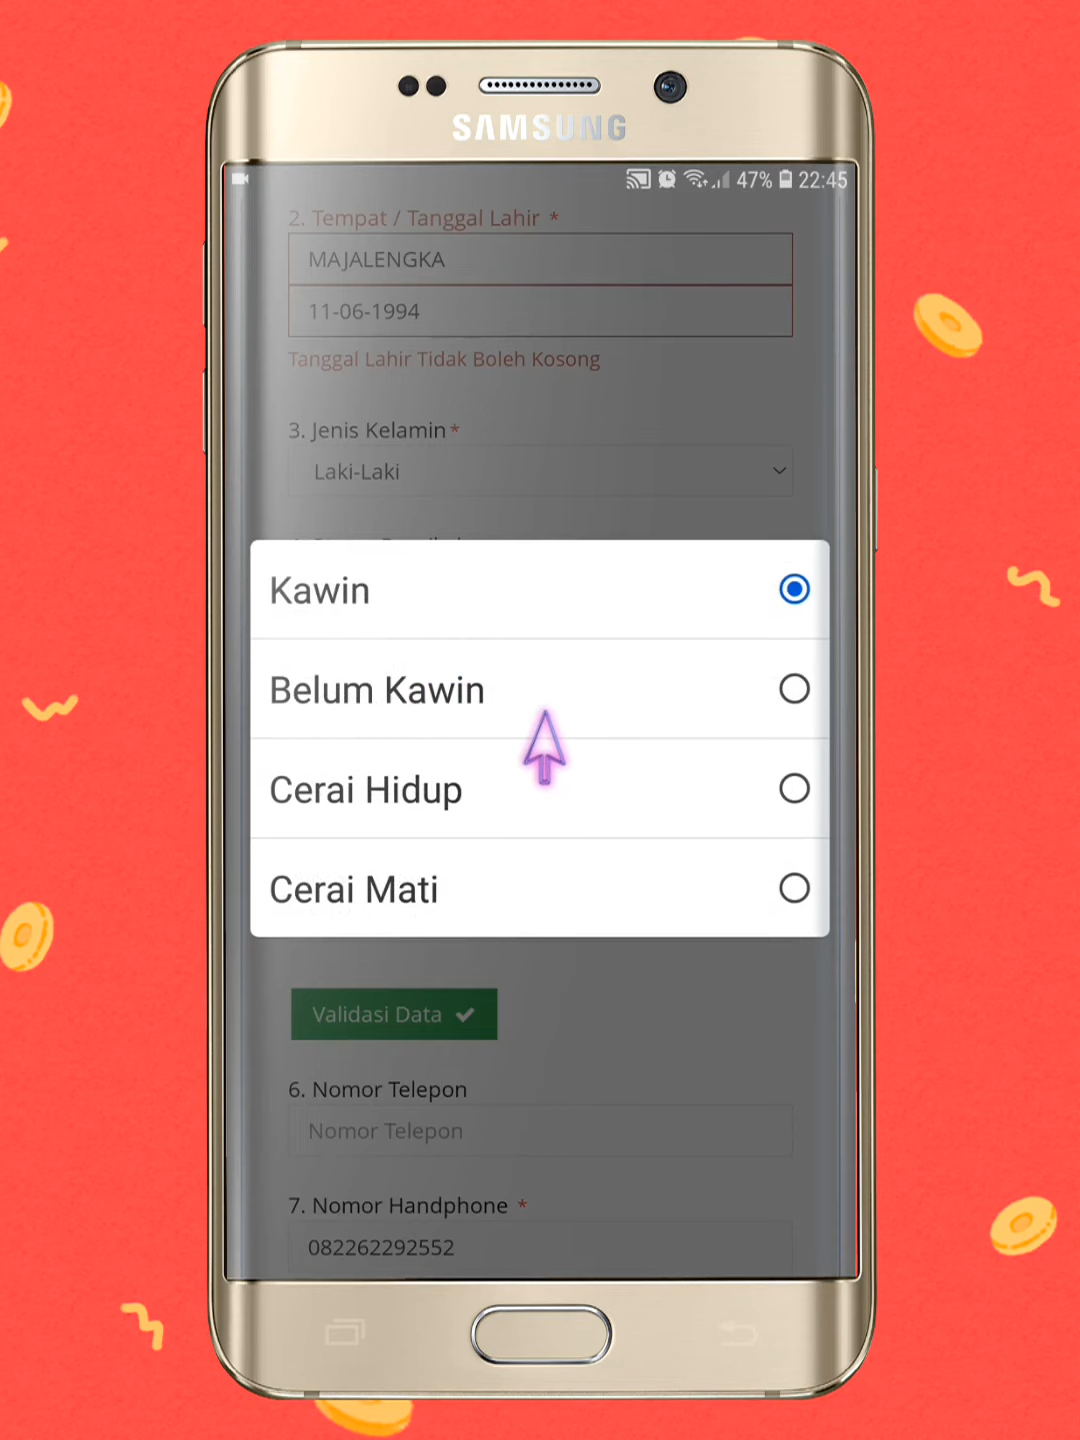 SAMSUNG
47% 22:45
2. Tempat / Tanggal Lahir *
MAJALENGKA
11-06-1994
Tanggal Lahir Tidak Boleh Kosong
3. Jenis Kelamin *
Laki-Laki
Kawin
Belum Kawin
Cerai Hidup
Cerai Mati
Validasi Data
6. Nomor Telepon
Nomor Telepon
7. Nomor Handphone *
082262292552